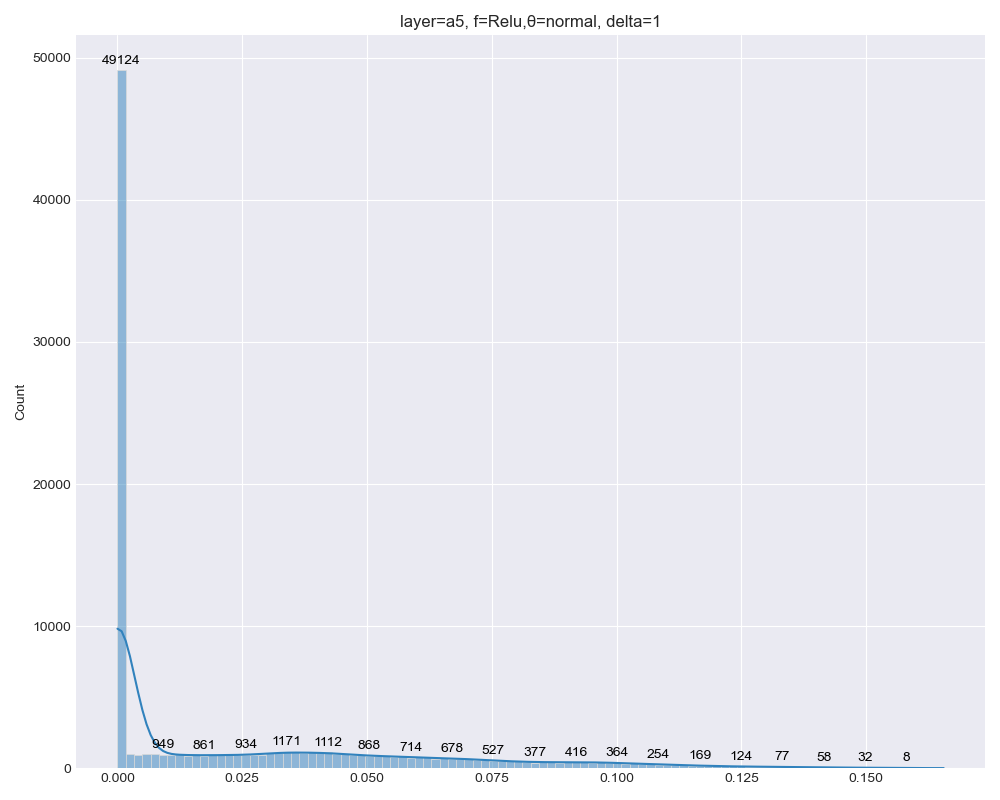 layer=a5, f=Relu,θ=normal, delta=1
50000
49124
40000
30000
Count
20000
10000
949 861 934 1171 1112 868 714 678 527 377 416 364 254 169 124 77 58 32 8
0
0.000 0.025 0.050 0.075 0.100 0.125 0.150